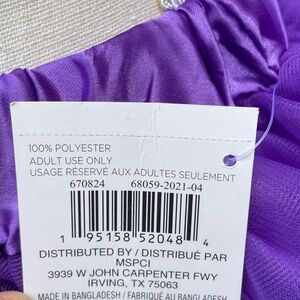 100% POLYESTER
ADULT USE ONLY
USAGE RÉSERVÉ AUX ADULTES SEULEMENT
670824 68059-2021-04
1 95158 52048 4
DISTRIBUTED BY / DISTRIBUÉ PAR
MSPCI
3939 W JOHN CARPENTER FWY
IRVING, TX 75063
MADE IN BANGLADESH / FABRIQUÉ AU BANGLADESH